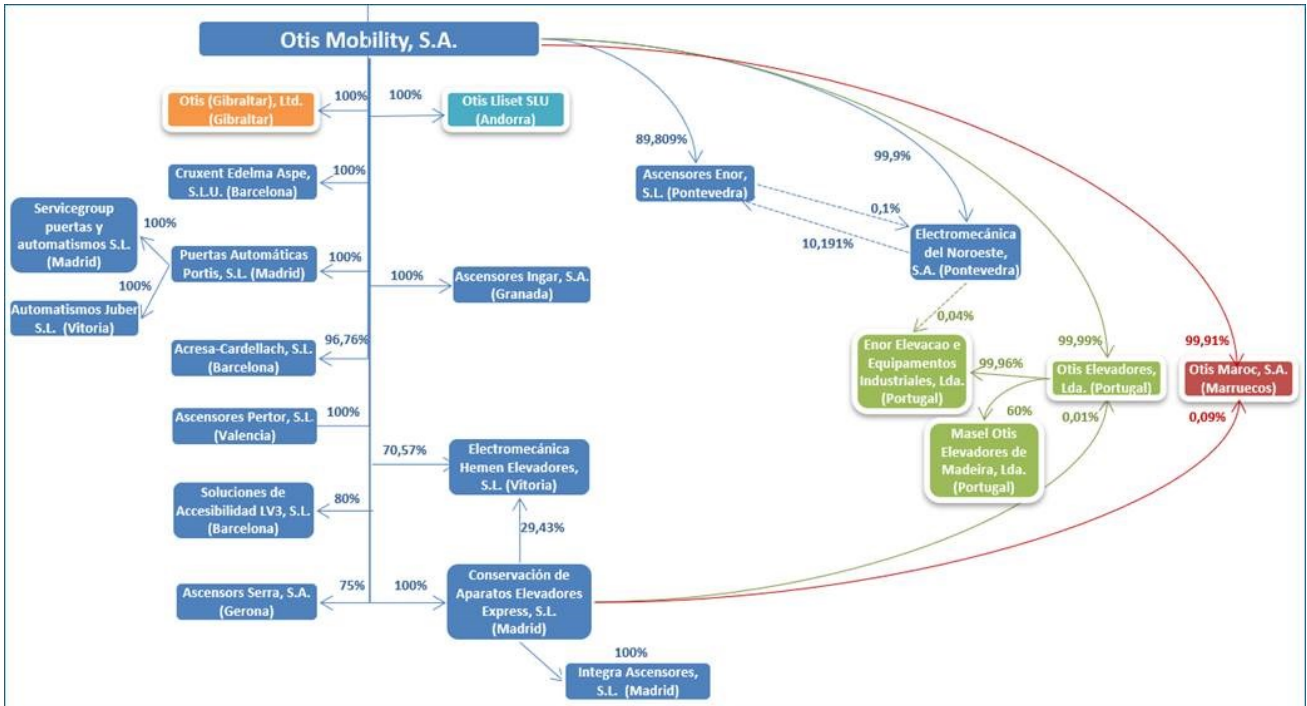 Otis Mobility, S.A.
Otis (Gibraltar), Ltd.
(Gibraltar)
100%
100%
Otis Lliset SLU
(Andorra)
89,809%
99,9%
Cruxent Edelma Aspe,
S.L.U. (Barcelona)
100%
Ascensores Enor,
S.L. (Pontevedra)
0,1%
10,191%
Electromecánica
del Noroeste,
S.A. (Pontevedra)
Servicegroup
puertas y
automatismos S.L.
(Madrid)
100%
Puertas Automáticas
Portis, S.L. (Madrid)
100%
100%
Ascensores Ingar, S.A.
(Granada)
100%
Automatismos Juber
S.L. (Vitoria)
0,04%
Acresa-Cardellach, S.L.
(Barcelona)
96,76%
Enor Elevacao e
Equipamentos
Industriales, Lda.
(Portugal)
99,96%
99,99%
Otis Elevadores,
Lda. (Portugal)
99,91%
Otis Maroc, S.A.
(Marruecos)
60%
0,01%
0,09%
Masel Otis
Elevadores de
Madeira, Lda.
(Portugal)
Ascensores Pertor, S.L.
(Valencia)
100%
70,57%
Electromecánica
Hemen Elevadores,
S.L. (Vitoria)
Soluciones de
Accesibilidad LV3, S.L.
(Barcelona)
80%
29,43%
Ascensors Serra, S.A.
(Gerona)
75%
100%
Conservación de
Aparatos Elevadores
Express, S.L.
(Madrid)
100%
Integra Ascensores,
S.L. (Madrid)